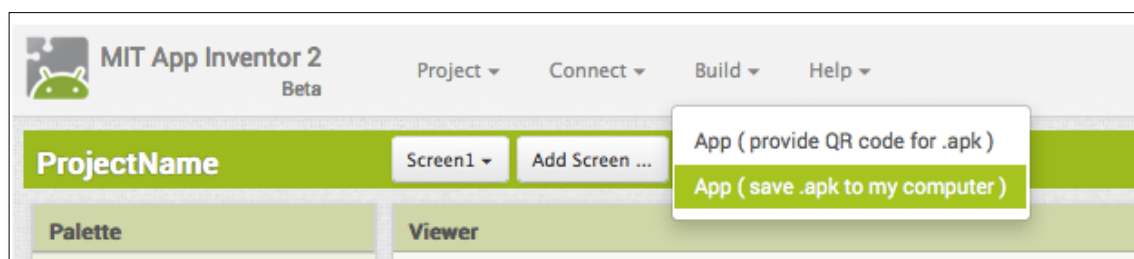 MIT App Inventor 2
Beta
Project Connect Build Help
ProjectName
Screen1
Add Screen ...
App ( provide QR code for .apk )
App ( save .apk to my computer )
Palette
Viewer